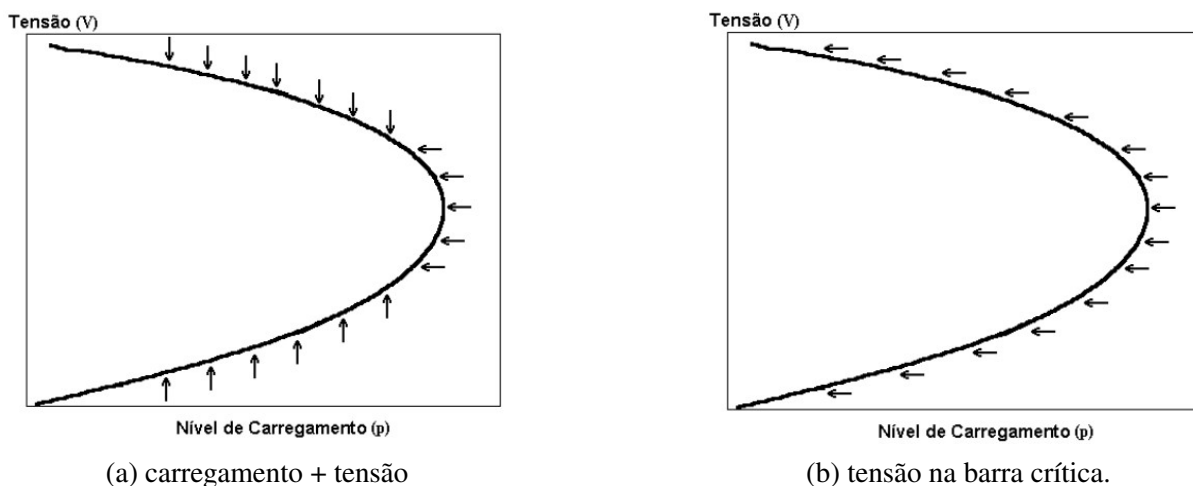 Tensão (V)
Nível de Carregamento (p)
(a) carregamento + tensão
Tensão (V)
Nível de Carregamento (p)
(b) tensão na barra crítica.